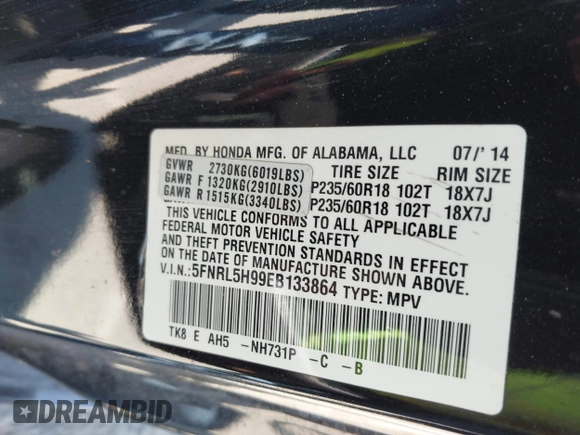 MFD. BY HONDA MFG. OF ALABAMA, LLC 07/'14
GVWR 2730KG(6019LBS) TIRE SIZE RIM SIZE
GAWR F 1320KG(2910LBS) P235/60R18 102T 18X7J
GAWR R 1515KG(3340LBS) P235/60R18 102T 18X7J
THIS VEHICLE CONFORMS TO ALL APPLICABLE
FEDERAL MOTOR VEHICLE SAFETY
AND THEFT PREVENTION STANDARDS IN EFFECT
ON THE DATE OF MANUFACTURE SHOWN ABOVE.
V.I.N.:5FNRL5H99EB133864 TYPE: MPV
TK8 E AH5 -NH731P -C -B
DREAMBID